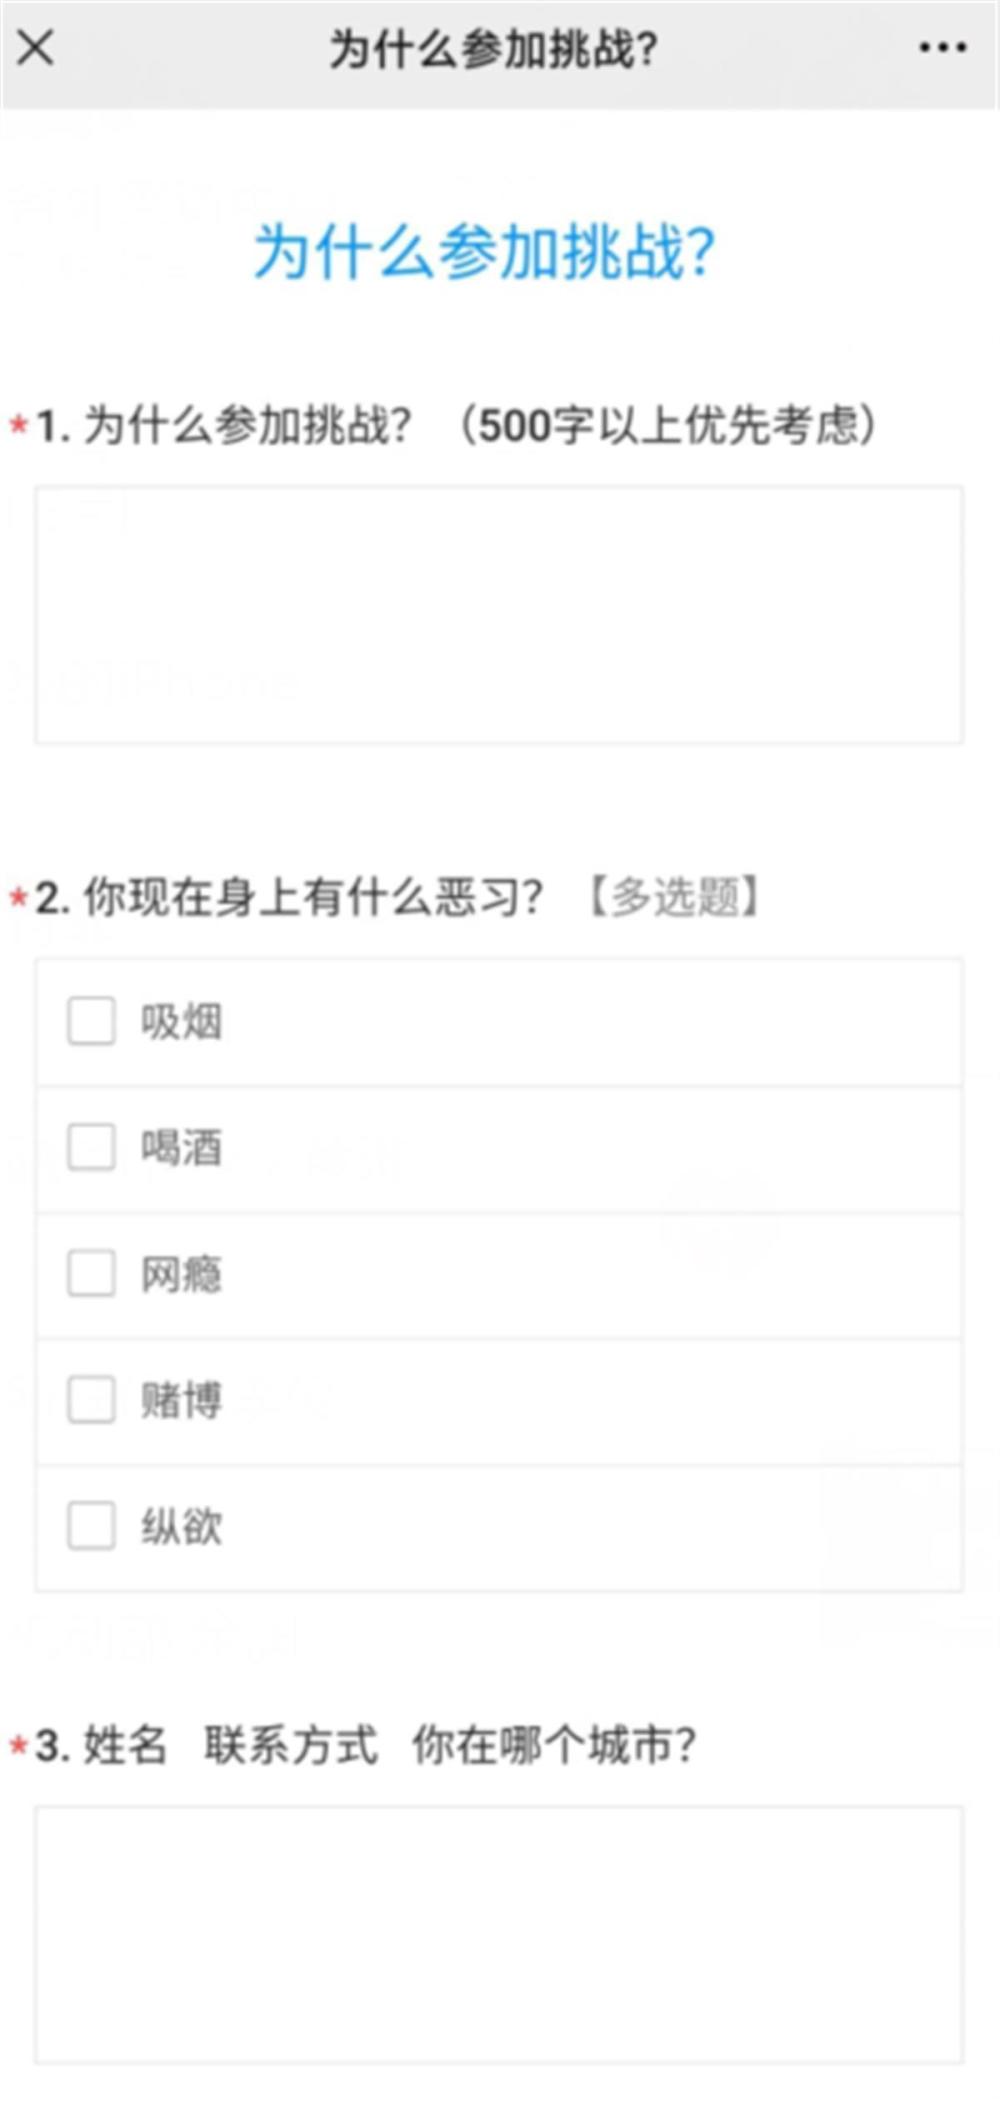 为什么参加挑战?
为什么参加挑战?
*1. 为什么参加挑战? (500字以上优先考虑)
*2. 你现在身上有什么恶习? 【多选题】
吸烟
喝酒
网瘾
赌博
纵欲
*3. 姓名 联系方式 你在哪个城市?